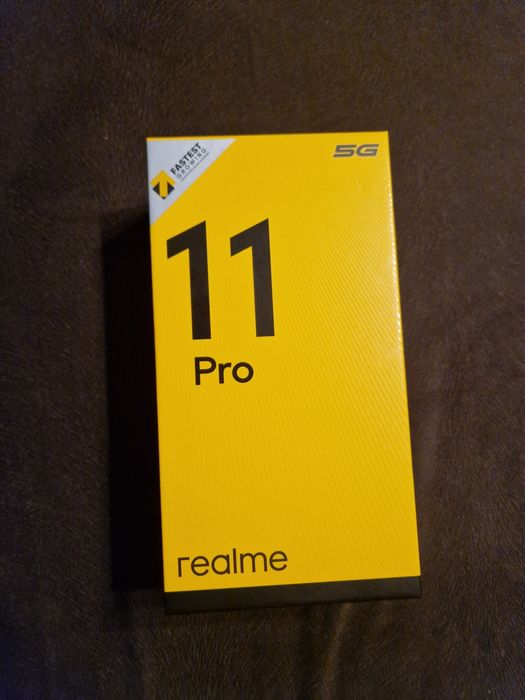 FASTEST
GROWING
5G
11
Pro
realme